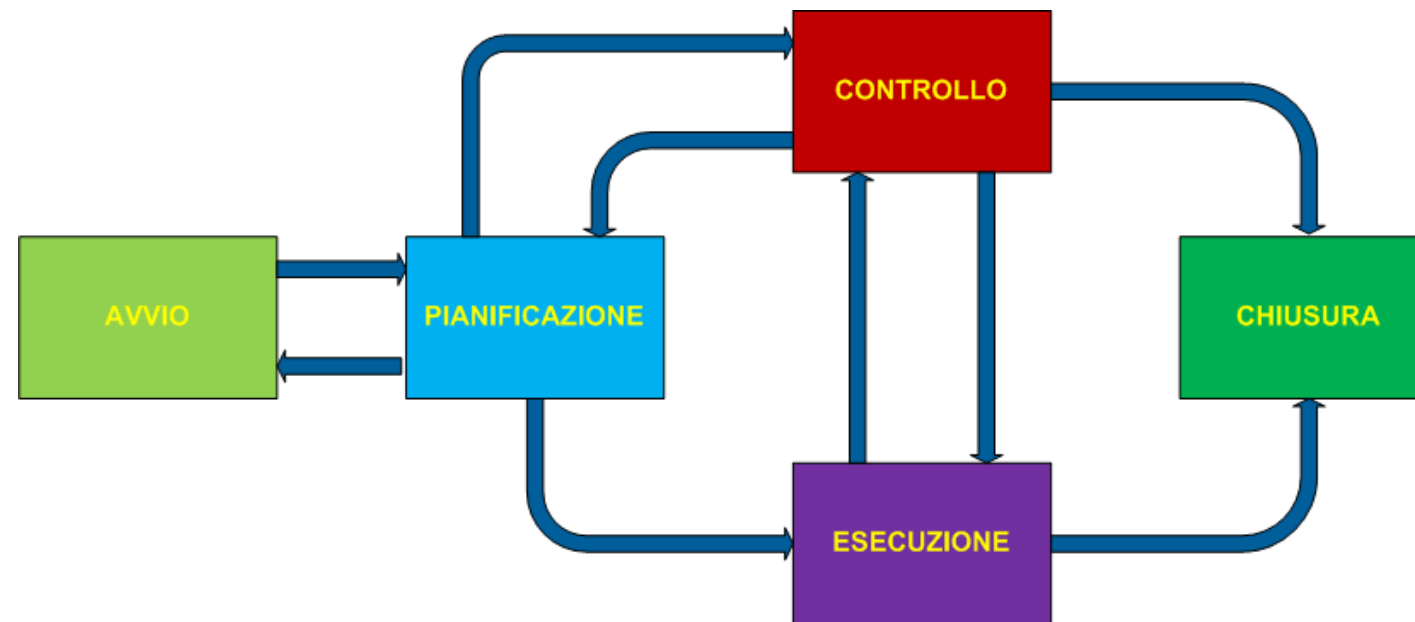 CONTROLLO
AVVIO
PIANIFICAZIONE
CHIUSURA
ESECUZIONE